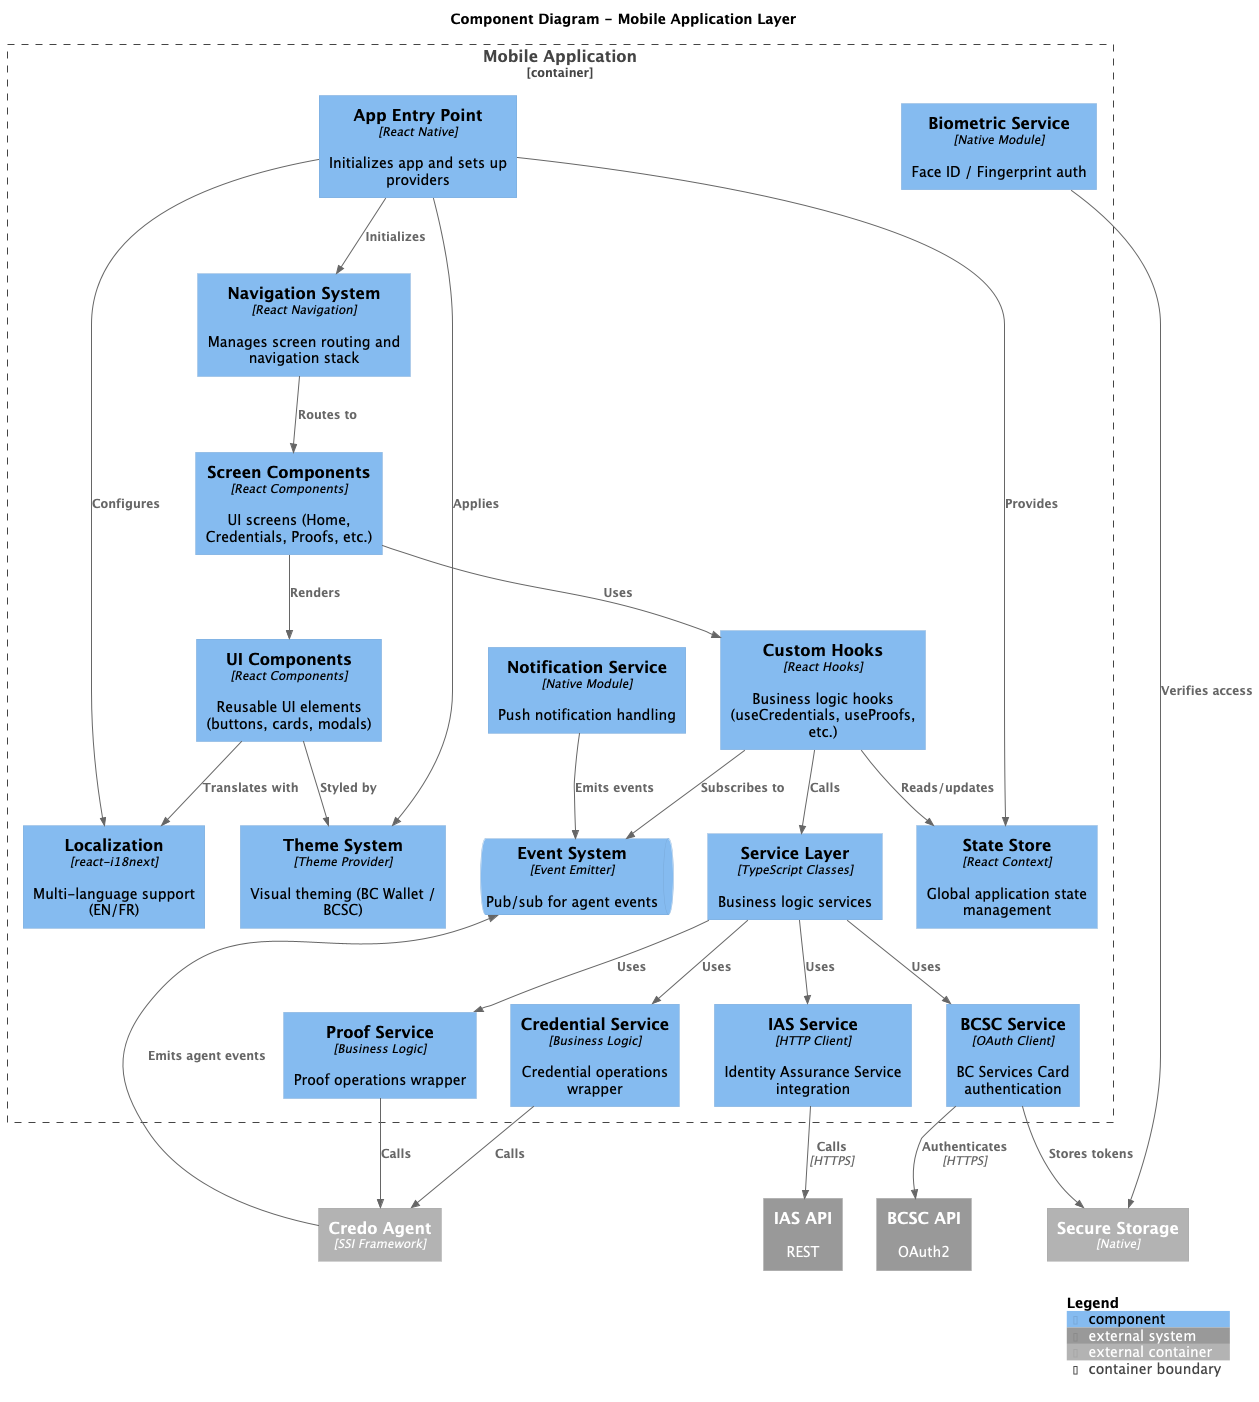 Component Diagram - Mobile Application Layer
Mobile Application
[container]
App Entry Point
[React Native]
Initializes app and sets up
providers
Biometric Service
[Native Module]
Face ID / Fingerprint auth
Initializes
Navigation System
[React Navigation]
Manages screen routing and
navigation stack
Routes to
Screen Components
[React Components]
UI screens (Home,
Credentials, Proofs, etc.)
Configures
Applies
Provides
Renders
Uses
UI Components
[React Components]
Reusable UI elements
(buttons, cards, modals)
Notification Service
[Native Module]
Push notification handling
Custom Hooks
[React Hooks]
Business logic hooks
(useCredentials, useProofs,
etc.)
Verifies access
Translates with
Styled by
Emits events
Subscribes to
Calls
Reads/updates
Localization
[react-i18next]
Multi-language support
(EN/FR)
Theme System
[Theme Provider]
Visual theming (BC Wallet /
BCSC)
Event System
[Event Emitter]
Pub/sub for agent events
Service Layer
[TypeScript Classes]
Business logic services
State Store
[React Context]
Global application state
management
Uses
Uses
Uses
Uses
Emits agent events
Proof Service
[Business Logic]
Proof operations wrapper
Credential Service
[Business Logic]
Credential operations
wrapper
IAS Service
[HTTP Client]
Identity Assurance Service
integration
BCSC Service
[OAuth Client]
BC Services Card
authentication
Calls
Calls
Calls
[HTTPS]
Authenticates
[HTTPS]
Stores tokens
Credo Agent
[SSI Framework]
IAS API
REST
BCSC API
OAuth2
Secure Storage
[Native]
Legend
component
external system
external container
container boundary